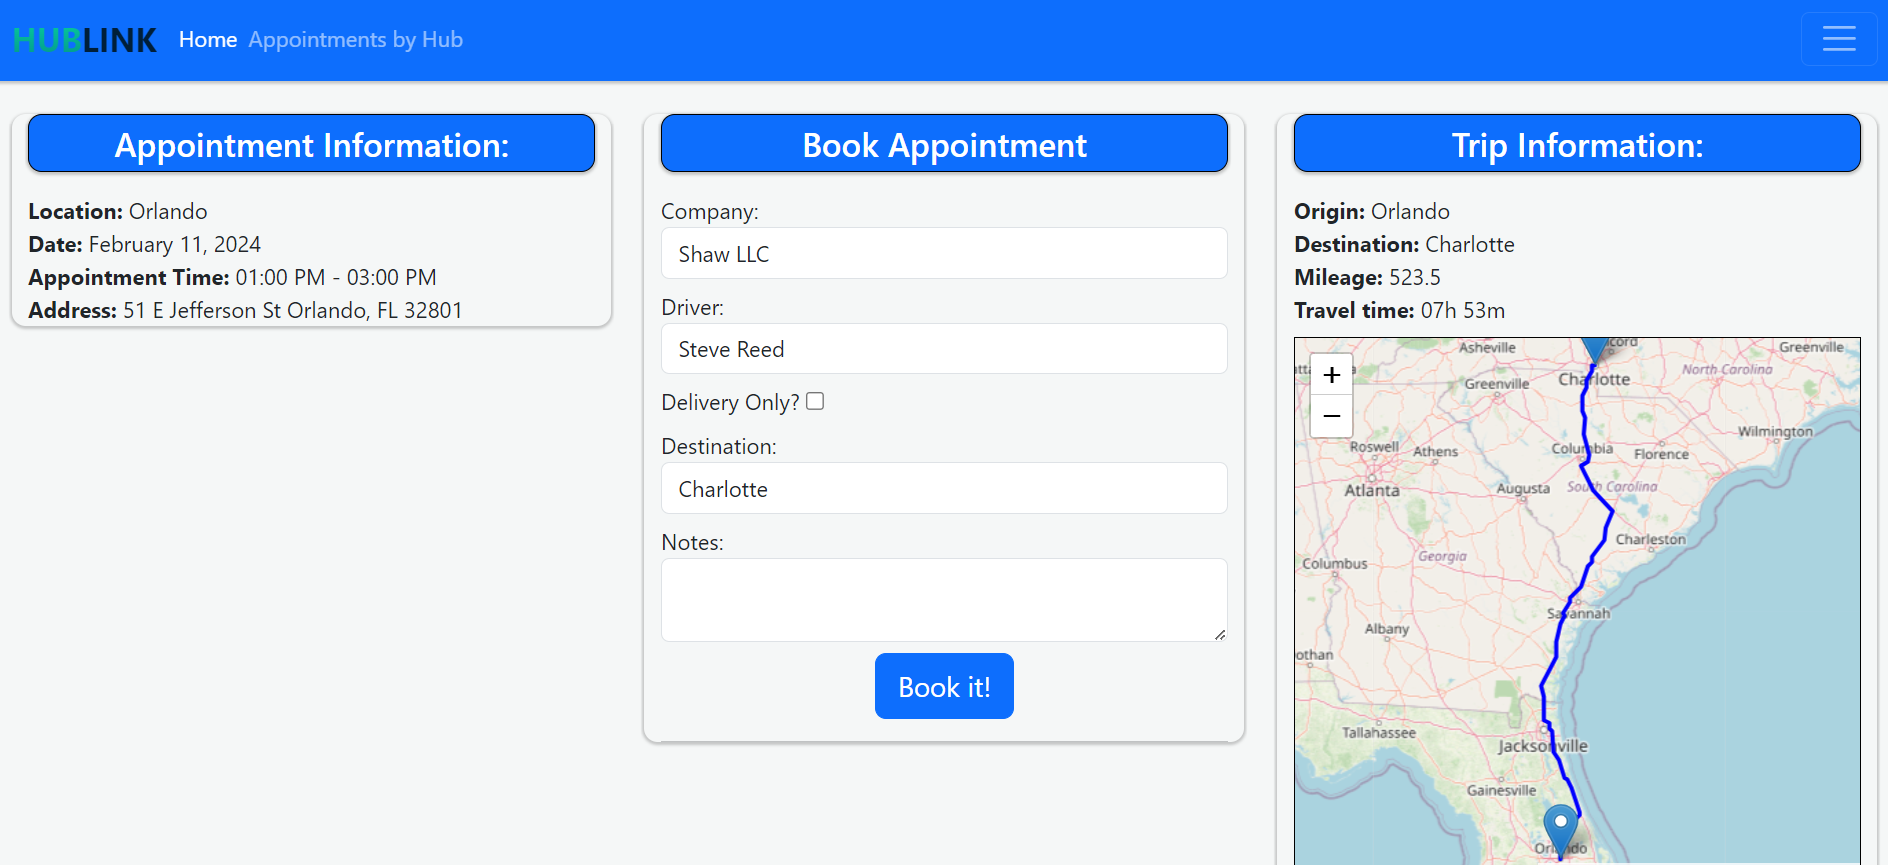 HUBLINK Home Appointments by Hub
Appointment Information:
Location: Orlando
Date: February 11, 2024
Appointment Time: 01:00 PM - 03:00 PM
Address: 51 E Jefferson St Orlando, FL 32801
Book Appointment
Company:
Shaw LLC
Driver:
Steve Reed
Delivery Only?
Destination:
Charlotte
Notes:
Book it!
Trip Information:
Origin: Orlando
Destination: Charlotte
Mileage: 523.5
Travel time: 07h 53m
+
−
Asheville
Greenville
Greenville
Charlotte
North Carolina
Wilmington
Roswell
Athens
Columbia
Florence
Atlanta
Augusta
South Carolina
Charleston
Columbus
Georgia
Savannah
Albany
Tallahassee
Jacksonville
Gainesville
Orlando